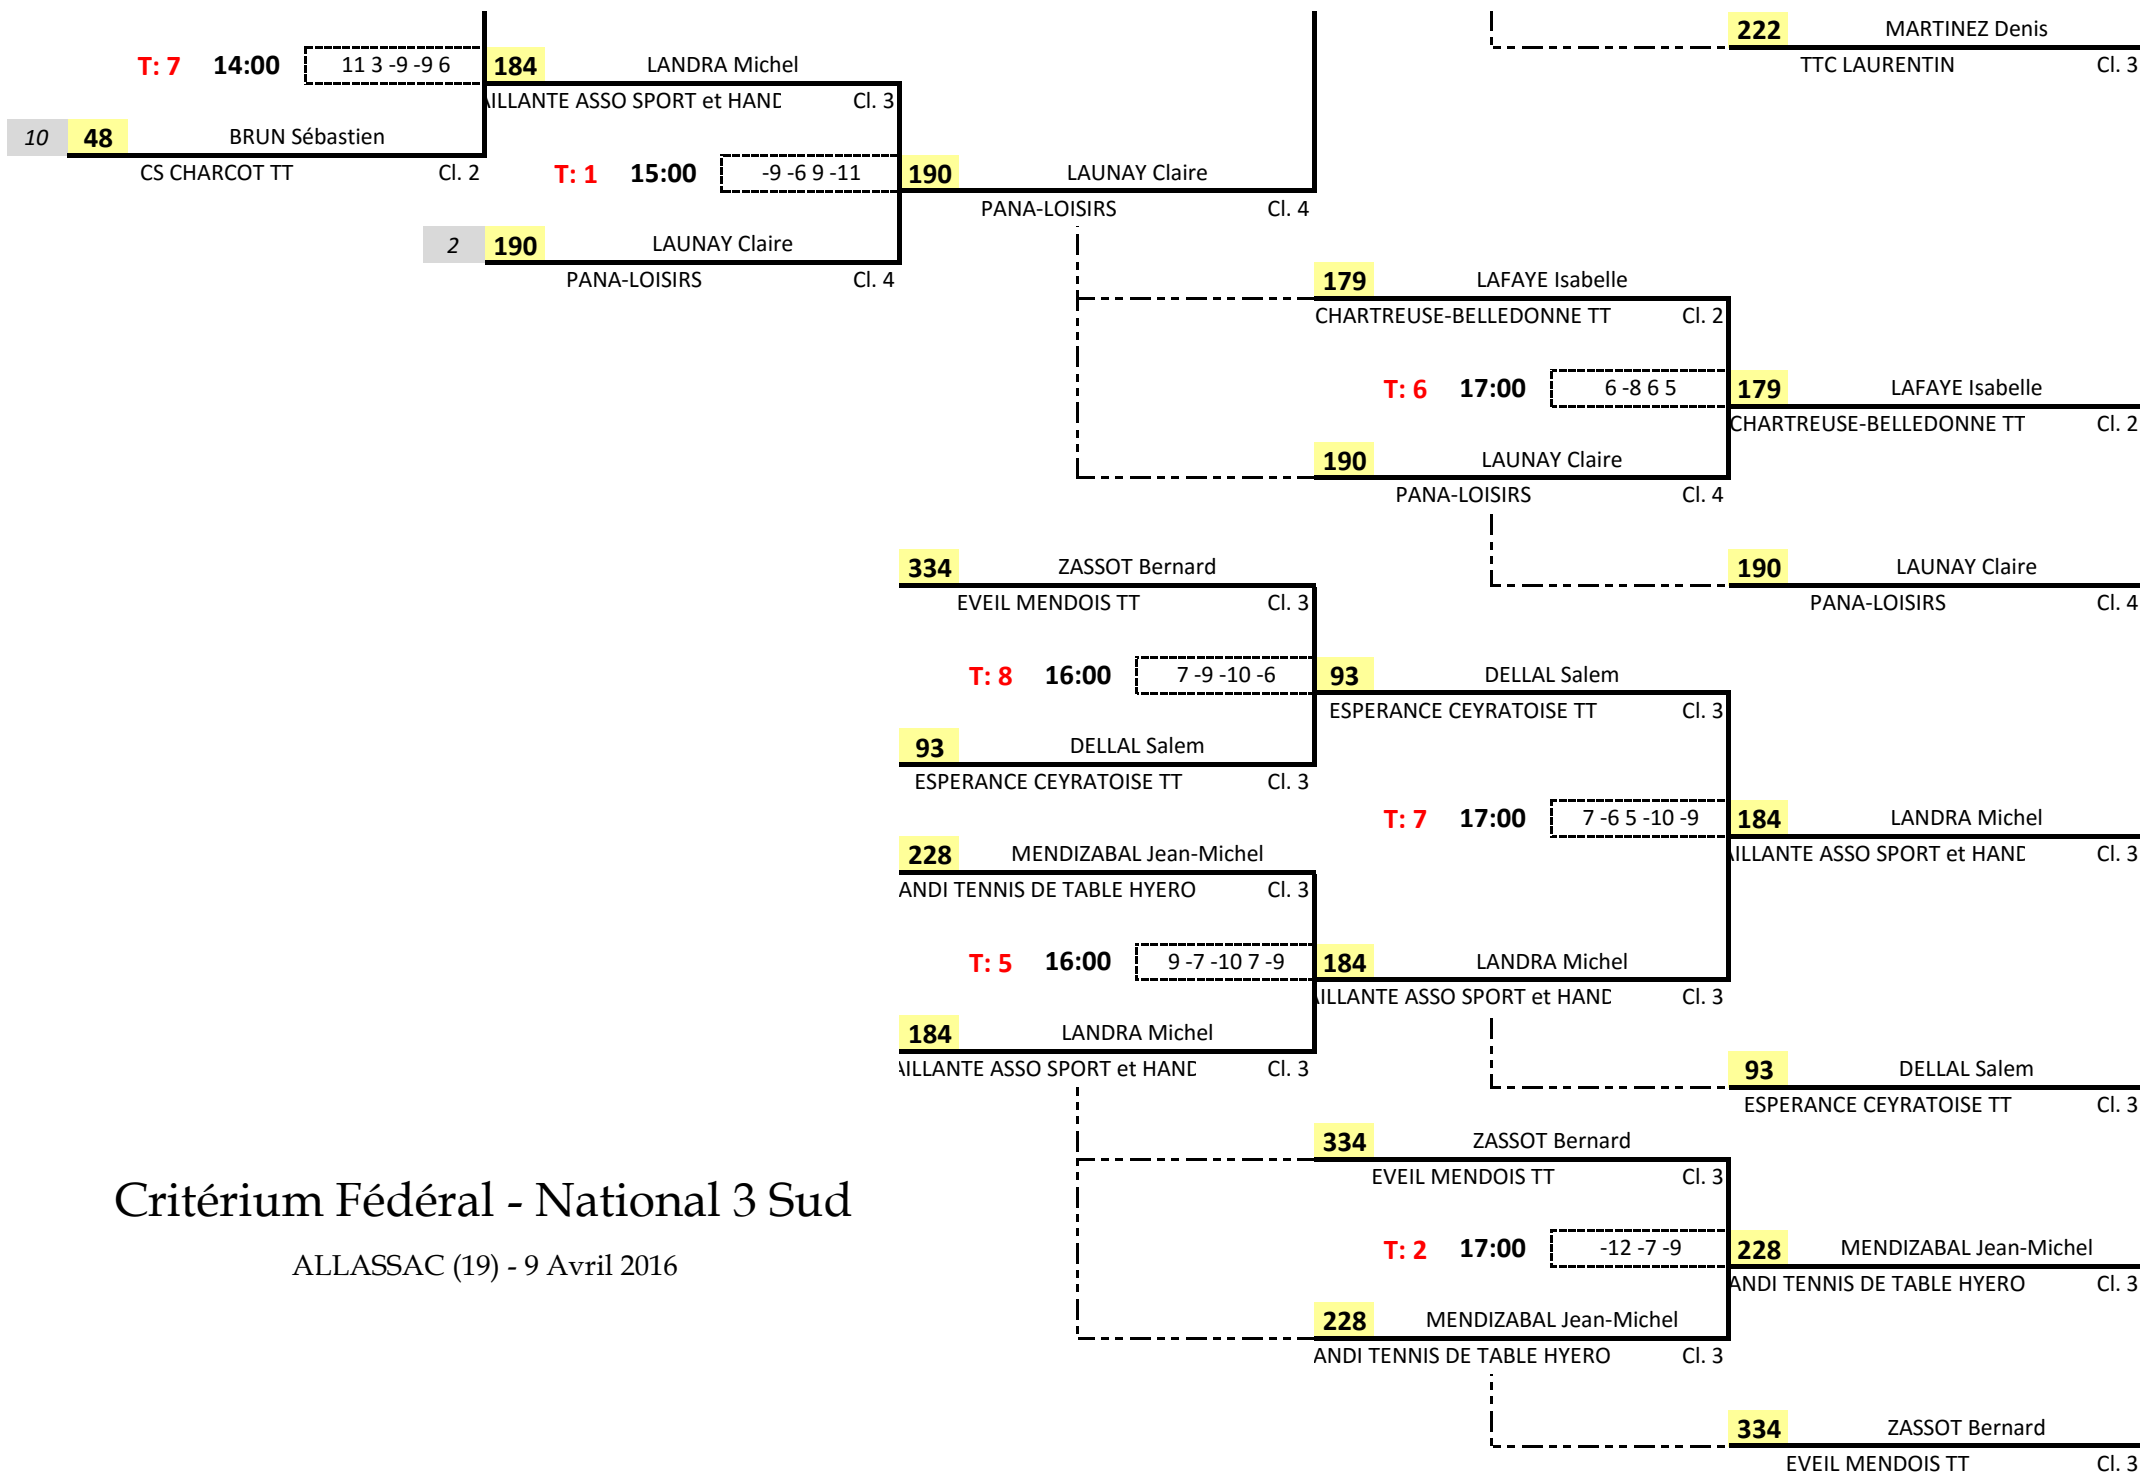 222 MARTINEZ Denis
TTC LAURENTIN Cl. 3
T: 7 14:00 11 3 -9 -9 6 184 LANDRA Michel
AILLANTE ASSO SPORT et HAND Cl. 3
10 48 BRUN Sébastien
CS CHARCOT TT Cl. 2
T: 1 15:00 -9 -6 9 -11 190 LAUNAY Claire
PANA-LOISIRS Cl. 4
2 190 LAUNAY Claire
PANA-LOISIRS Cl. 4
179 LAFAYE Isabelle
CHARTREUSE-BELLEDONNE TT Cl. 2
T: 6 17:00 6 -8 6 5 179 LAFAYE Isabelle
CHARTREUSE-BELLEDONNE TT Cl. 2
190 LAUNAY Claire
PANA-LOISIRS Cl. 4
334 ZASSOT Bernard
EVEIL MENDOIS TT Cl. 3
190 LAUNAY Claire
PANA-LOISIRS Cl. 4
T: 8 16:00 7 -9 -10 -6 93 DELLAL Salem
ESPERANCE CEYRATOISE TT Cl. 3
93 DELLAL Salem
ESPERANCE CEYRATOISE TT Cl. 3
T: 7 17:00 7 -6 5 -10 -9 184 LANDRA Michel
AILLANTE ASSO SPORT et HAND Cl. 3
228 MENDIZABAL Jean-Michel
ANDI TENNIS DE TABLE HYERO Cl. 3
T: 5 16:00 9 -7 -10 7 -9 184 LANDRA Michel
AILLANTE ASSO SPORT et HAND Cl. 3
184 LANDRA Michel
AILLANTE ASSO SPORT et HAND Cl. 3
93 DELLAL Salem
ESPERANCE CEYRATOISE TT Cl. 3
334 ZASSOT Bernard
EVEIL MENDOIS TT Cl. 3
Critérium Fédéral - National 3 Sud
ALLASSAC (19) - 9 Avril 2016
T: 2 17:00 -12 -7 -9 228 MENDIZABAL Jean-Michel
ANDI TENNIS DE TABLE HYERO Cl. 3
228 MENDIZABAL Jean-Michel
ANDI TENNIS DE TABLE HYERO Cl. 3
334 ZASSOT Bernard
EVEIL MENDOIS TT Cl. 3